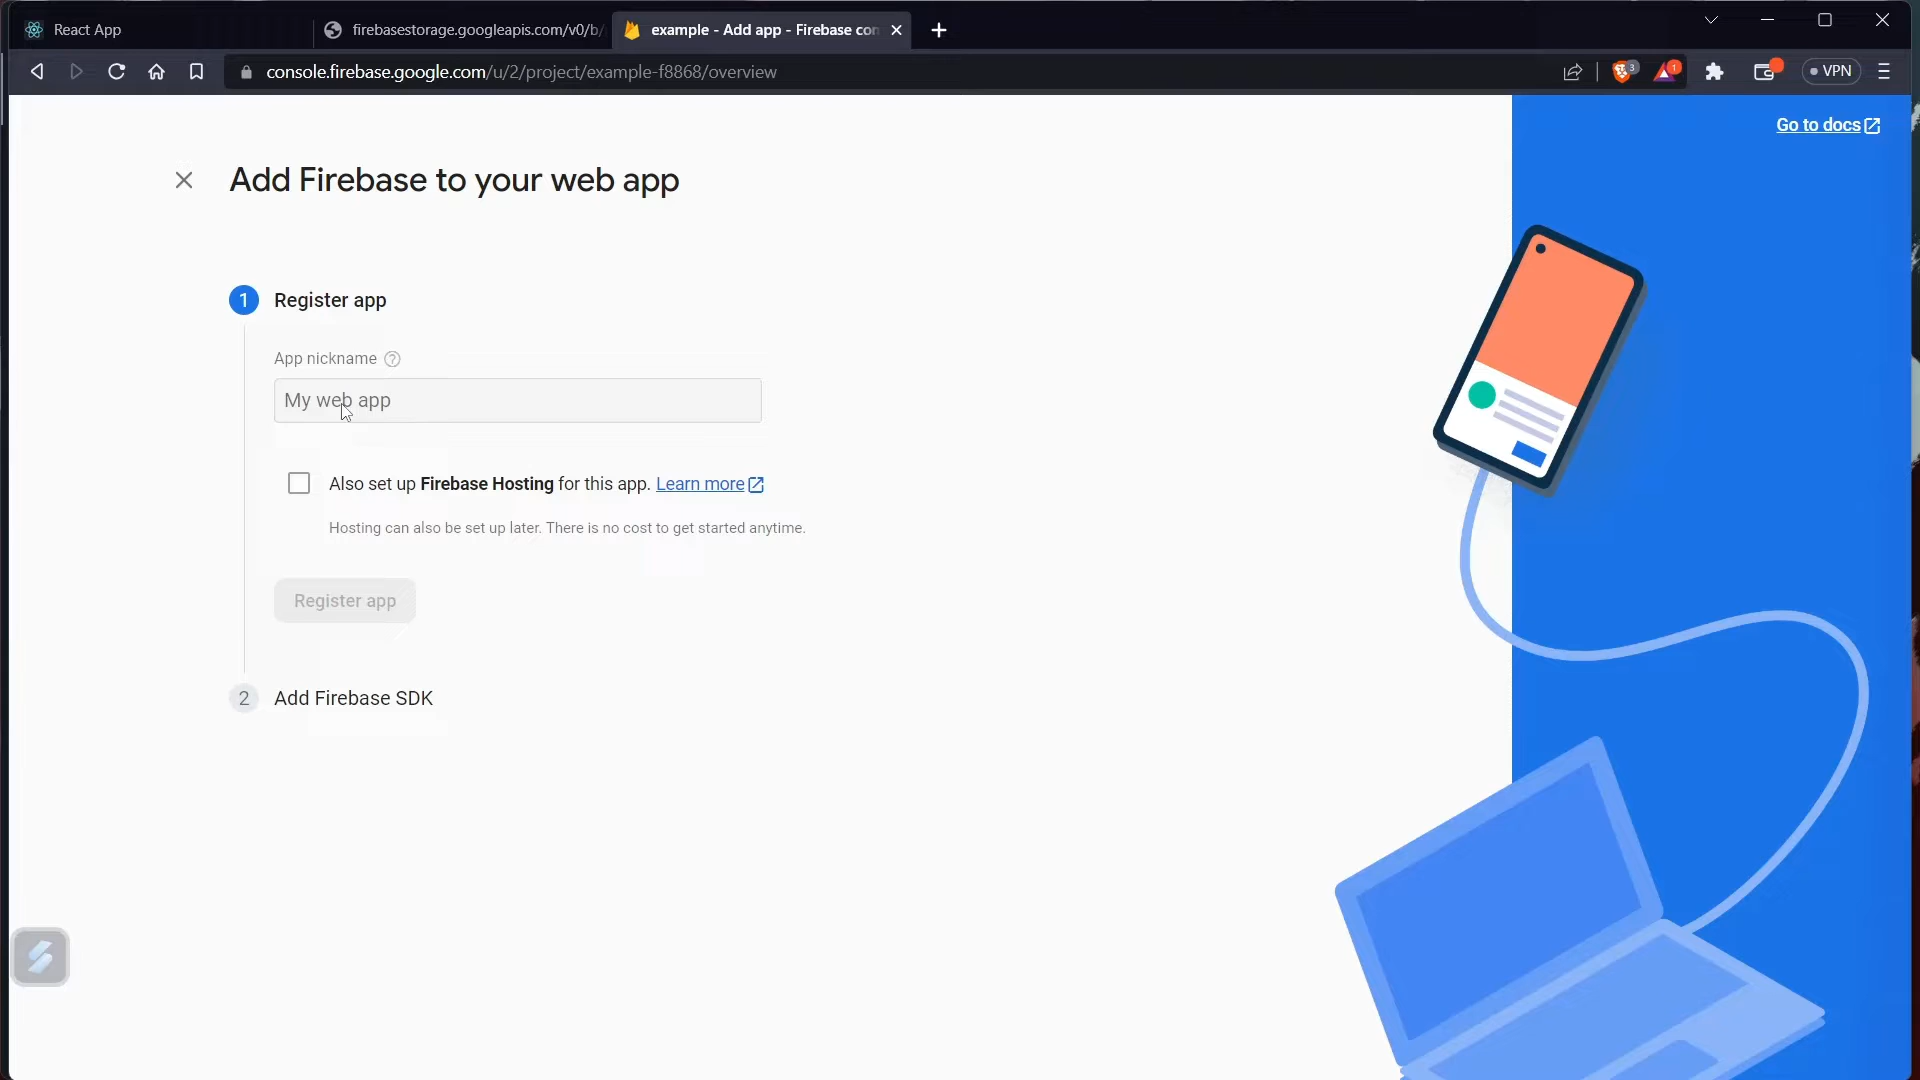 React App
firebasestorage.googleapis.com/v0/b/
example - Add app - Firebase con
console.firebase.google.com/u/2/project/example-f8868/overview
3
1
VPN
Go to docs
Add Firebase to your web app
1 Register app
App nickname ?
My web app
Also set up Firebase Hosting for this app. Learn more
Hosting can also be set up later. There is no cost to get started anytime.
Register app
2 Add Firebase SDK